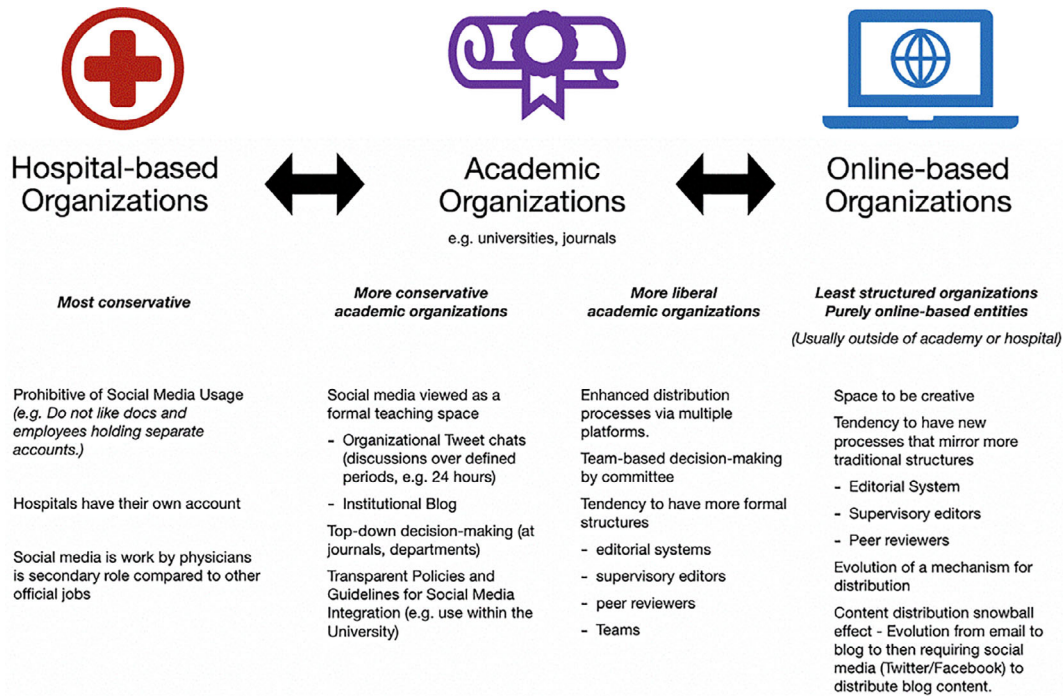 Hospital-based
Organizations
Academic
Organizations
e.g. universities, journals
Online-based
Organizations
Most conservative
More conservative
academic organizations
More liberal
academic organizations
Least structured organizations
Purely online-based entities
(Usually outside of academy or hospital)
Prohibitive of Social Media Usage
(e.g. Do not like docs and
employees holding separate
accounts.)
Hospitals have their own account
Social media is work by physicians
is secondary role compared to other
official jobs
Social media viewed as a
formal teaching space
- Organizational Tweet chats
(discussions over defined
periods, e.g. 24 hours)
- Institutional Blog
Top-down decision-making (at
journals, departments)
Transparent Policies and
Guidelines for Social Media
Integration (e.g. use within the
University)
Enhanced distribution
processes via multiple
platforms.
Team-based decision-making
by committee
Tendency to have more formal
structures
- editorial systems
- supervisory editors
- peer reviewers
- Teams
Space to be creative
Tendency to have new
processes that mirror more
traditional structures
- Editorial System
- Supervisory editors
- Peer reviewers
Evolution of a mechanism for
distribution
Content distribution snowball
effect - Evolution from email to
blog to then requiring social
media (Twitter/Facebook) to
distribute blog content.